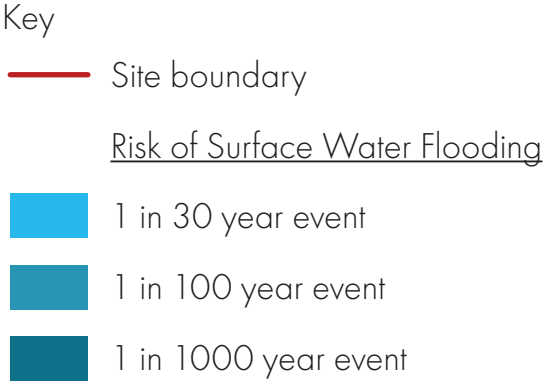 Key
Site boundary
Risk of Surface Water Flooding
1 in 30 year event
1 in 100 year event
1 in 1000 year event